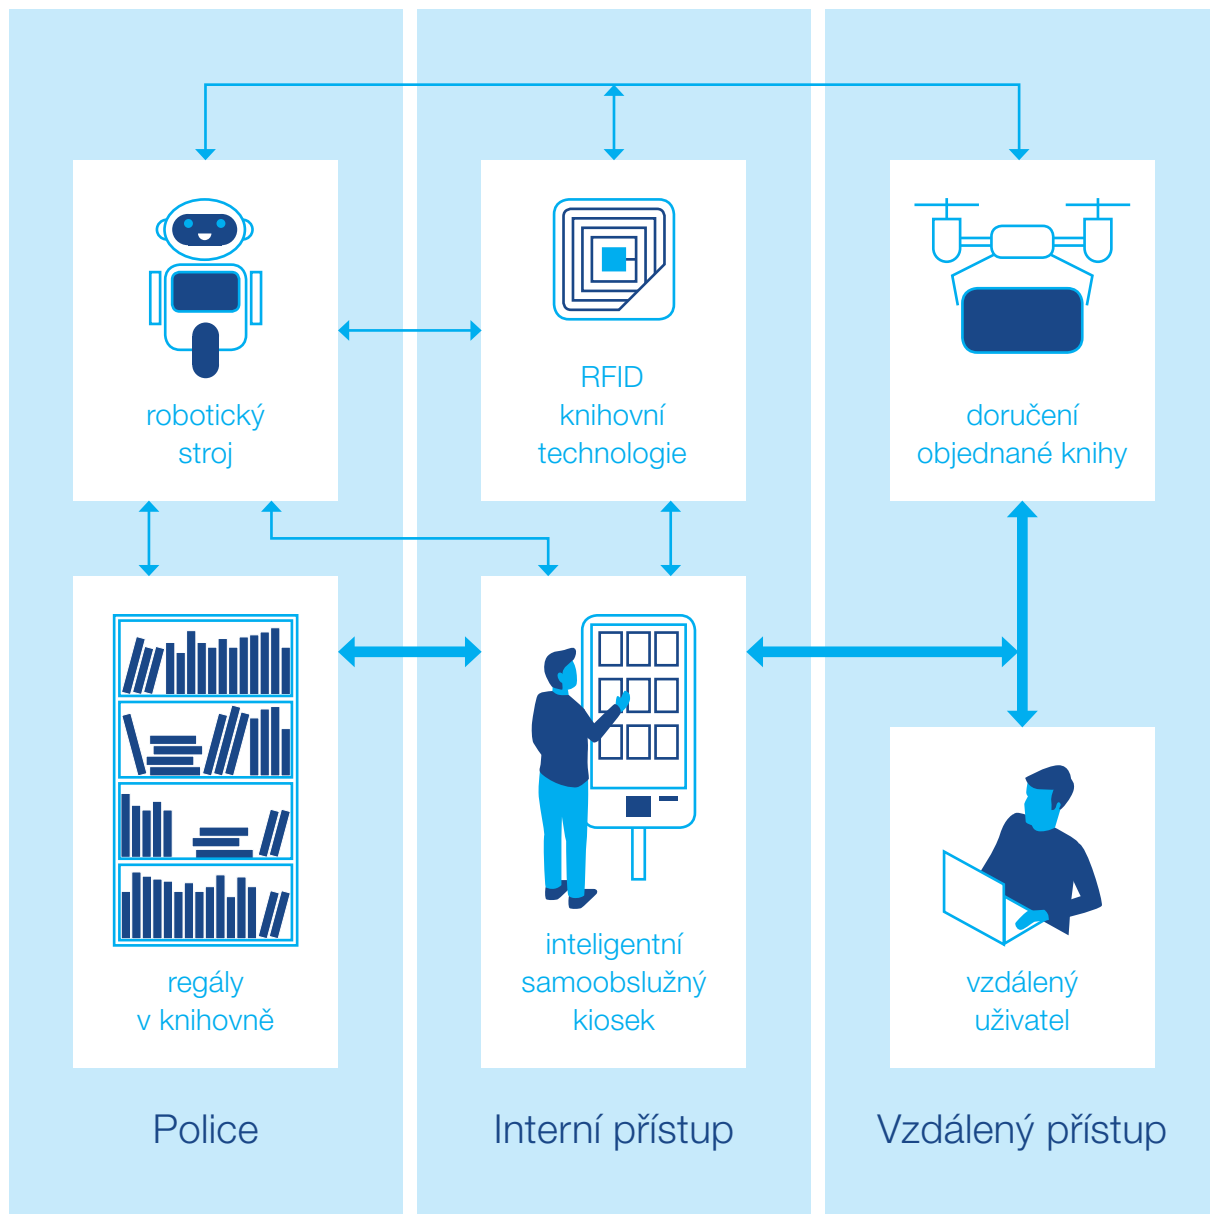 robotický
stroj
RFID
knihovní
technologie
doručení
objednané knihy
regály
v knihovně
inteligentní
samoobslužný
kiosek
vzdálený
uživatel
Police
Interní přístup
Vzdálený přístup